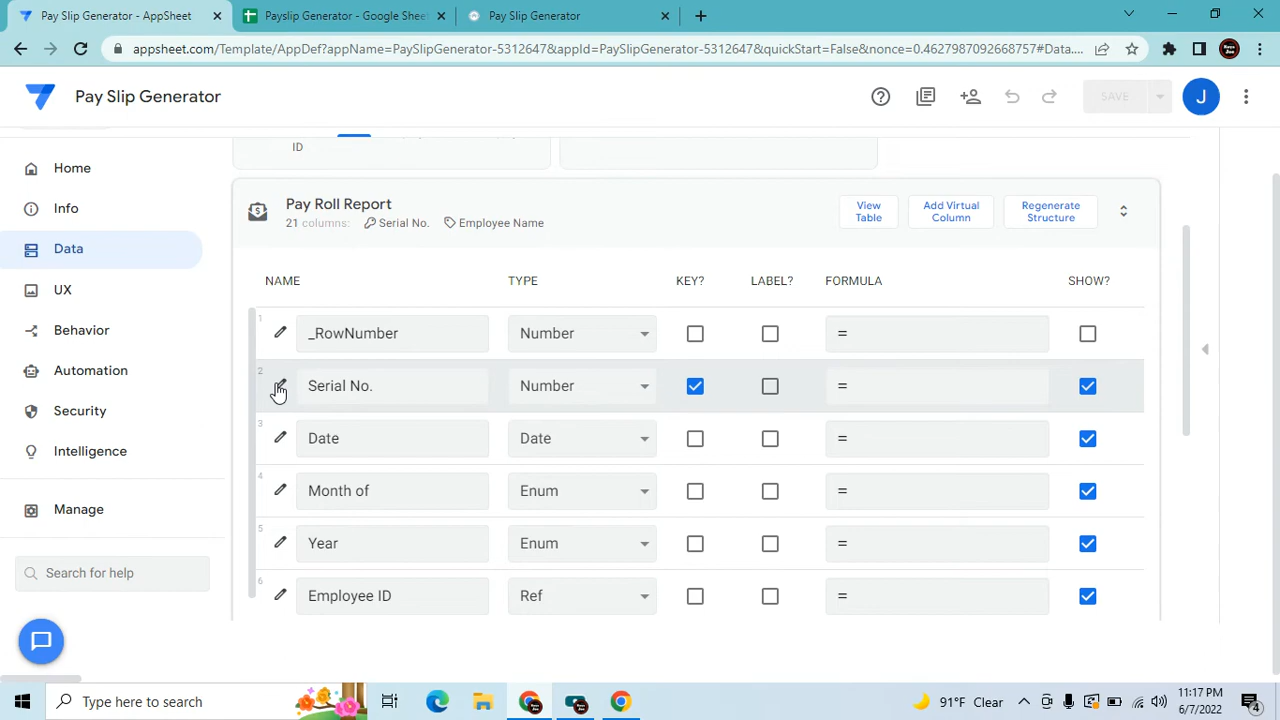 Pay Slip Generator - AppSheet
Payslip Generator - Google Shee
Pay Slip Generator
appsheet.com/Template/AppDef?appName=PaySlipGenerator-5312647&appId=PaySlipGenerator-5312647&quickStart=False&nonce=0.4627987092668757#Data....
Pay Slip Generator
SAVE
J
ID
Home
Info
Data
UX
Behavior
Automation
Security
Intelligence
Manage
Search for help
Pay Roll Report
21 columns: Serial No. Employee Name
View Table
Add Virtual Column
Regenerate Structure
NAME TYPE KEY? LABEL? FORMULA SHOW?
1 _RowNumber Number =
2 Serial No. Number =
3 Date Date =
4 Month of Enum =
5 Year Enum =
6 Employee ID Ref =
Type here to search
91°F Clear
11:17 PM
6/7/2022
4